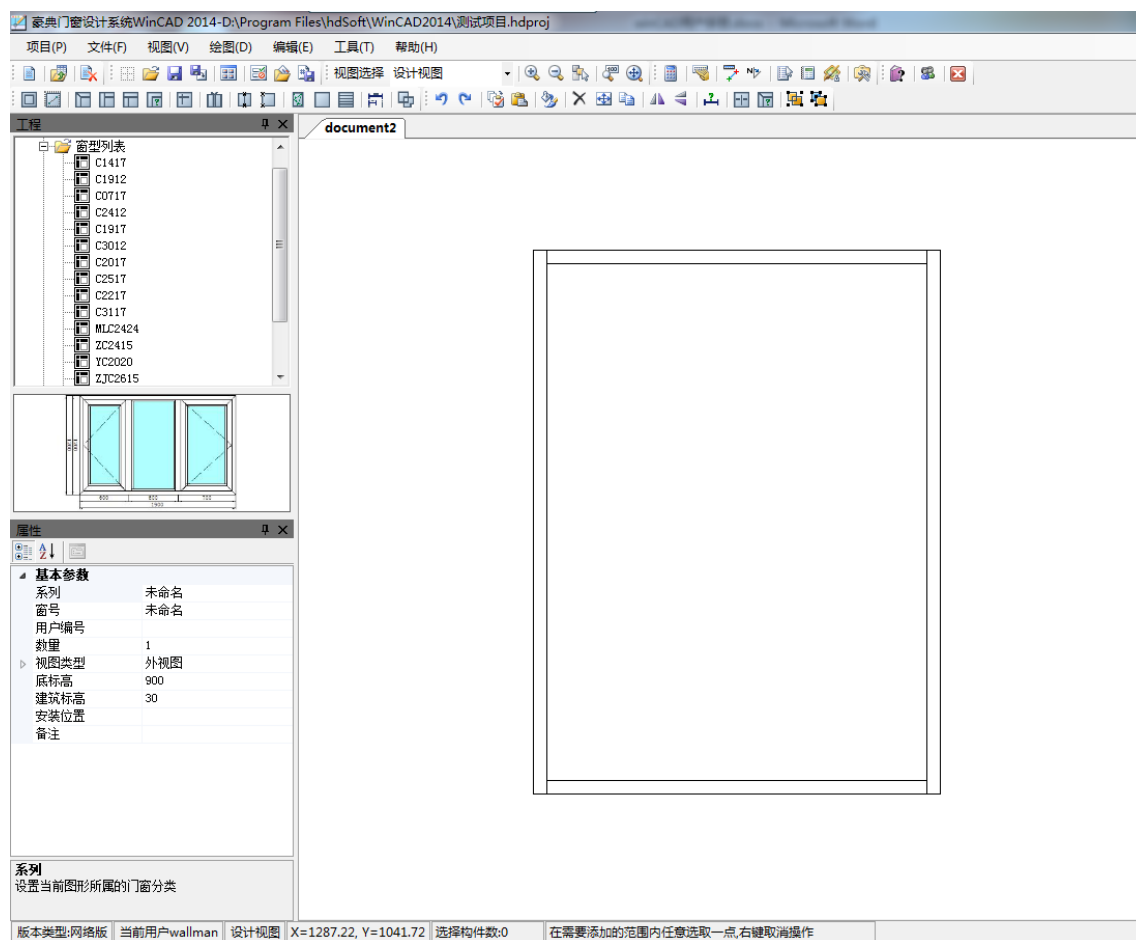 豪典门窗设计系统WinCAD 2014-D:\Program Files\hdSoft\WinCAD2014\测试项目.hdproj
项目(P) 文件(F) 视图(V) 绘图(D) 编辑(E) 工具(T) 帮助(H)
视图选择 设计视图
工程
document2
窗型列表
C1417
C1912
C0717
C2412
C1917
C3012
C2017
C2517
C2217
C3117
MLC2424
ZC2415
YC2020
ZJC2615
600 600 700
1900
属性
基本参数
系列 未命名
窗号 未命名
用户编号
数量 1
视图类型 外视图
底标高 900
建筑标高 30
安装位置
备注
系列
设置当前图形所属的门窗分类
版本类型:网络版 当前用户wallman 设计视图 X=1287.22, Y=1041.72 选择构件数:0 在需要添加的范围内任意选取一点,右键取消操作